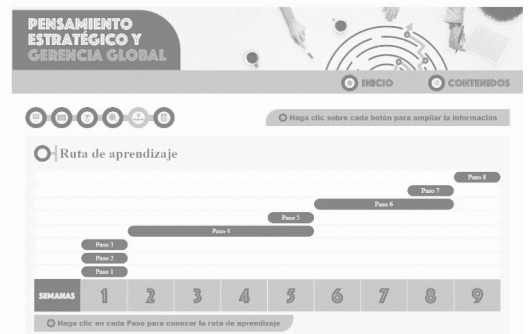 PENSAMIENTO
ESTRATÉGICO Y
GERENCIA GLOBAL
INICIO
CONTENIDOS
Haga clic sobre cada botón para ampliar la información
Ruta de aprendizaje
Paso 8
Paso 7
Paso 6
Paso 5
Paso 4
Paso 3
Paso 2
Paso 1
SEMANAS 1 2 3 4 5 6 7 8 9
Haga clic en cada Paso para conocer la ruta de aprendizaje